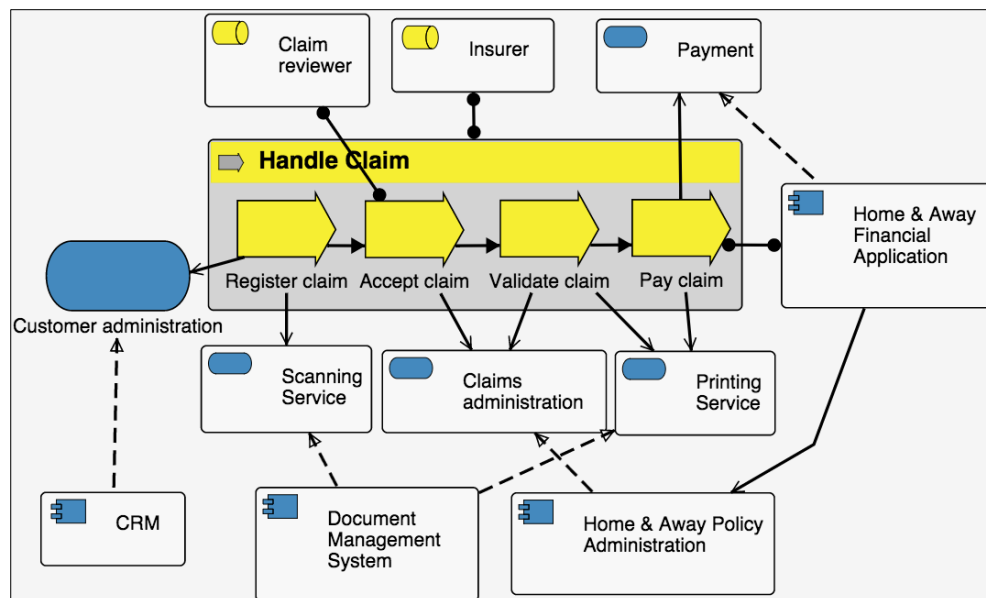 Claim
reviewer
Insurer
Payment
Handle Claim
Home & Away
Financial
Application
Register claim
Accept claim
Validate claim
Pay claim
Customer administration
Scanning
Service
Claims
administration
Printing
Service
CRM
Document
Management
System
Home & Away Policy
Administration